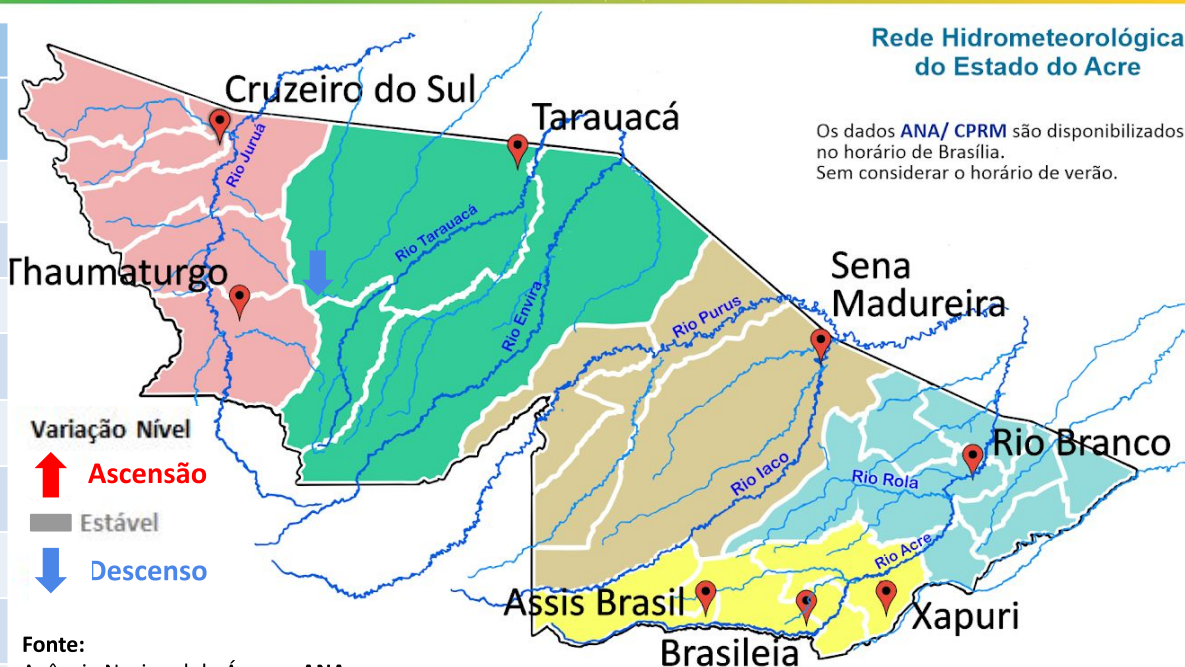 Rede Hidrometeorológica
do Estado do Acre
Os dados ANA/ CPRM são disponibilizados
no horário de Brasília.
Sem considerar o horário de verão.
Cruzeiro do Sul
Tarauacá
Rio Juruá
Rio Tarauacá
Thaumaturgo
Rio Envira
Sena
Madureira
Rio Purus
Variação Nível
Ascensão
Estável
Descenso
Rio Branco
Rio Iaco
Rio Rola
Rio Acre
Assis Brasil
Xapuri
Brasileia
Fonte: